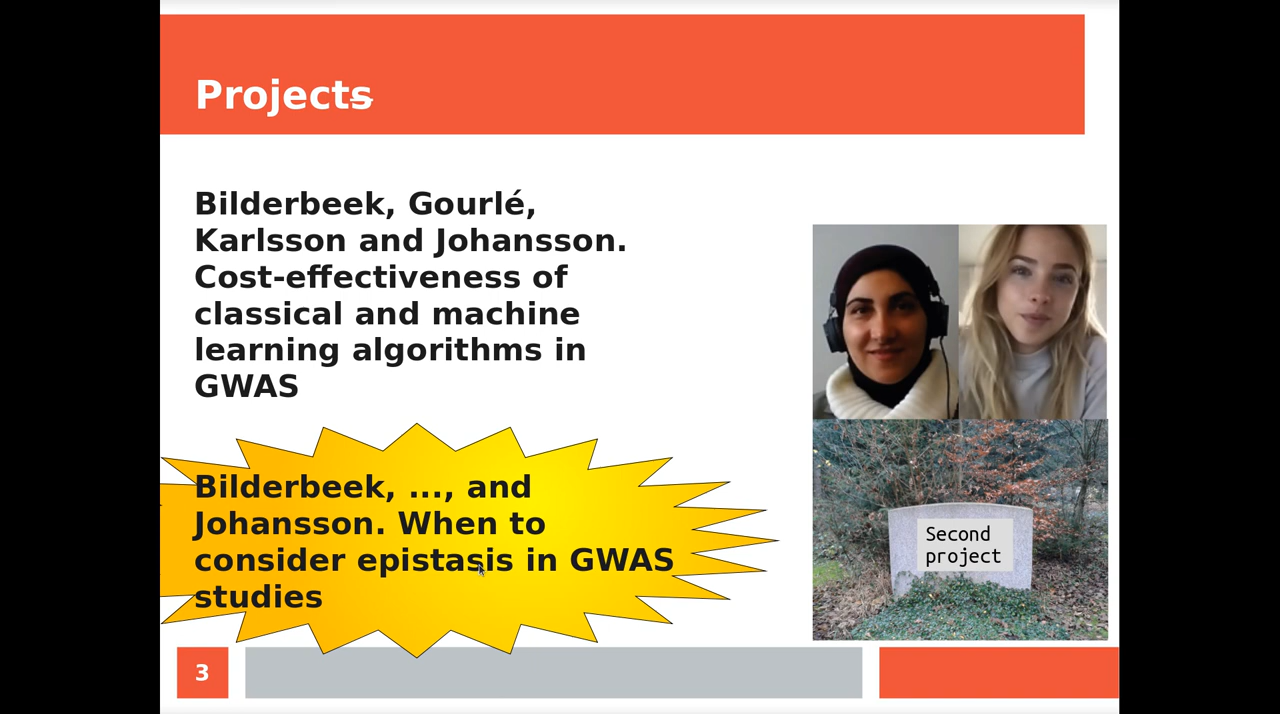 Projects
Bilderbeek, Gourlé,
Karlsson and Johansson.
Cost-effectiveness of
classical and machine
learning algorithms in
GWAS
Bilderbeek, ..., and
Johansson. When to
consider epistasis in GWAS
studies
Second
project
3